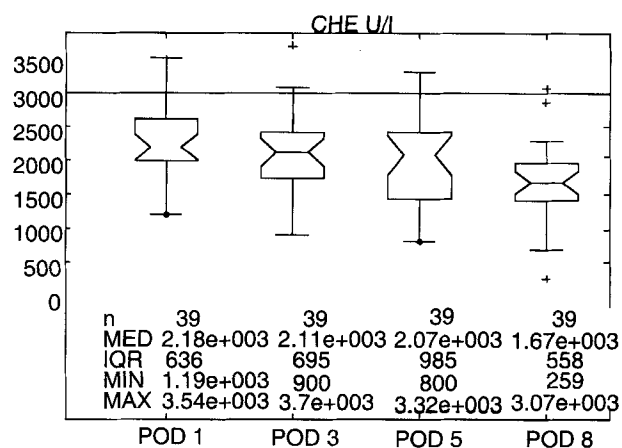 CHE U/l
3500
3000
2500
2000
1500
1000
500
0
n 39 39 39 39
MED 2.18e+003 2.11e+003 2.07e+003 1.67e+003
IQR 636 695 985 558
MIN 1.19e+003 900 800 259
MAX 3.54e+003 3.7e+003 3.32e+003 3.07e+003
POD 1 POD 3 POD 5 POD 8